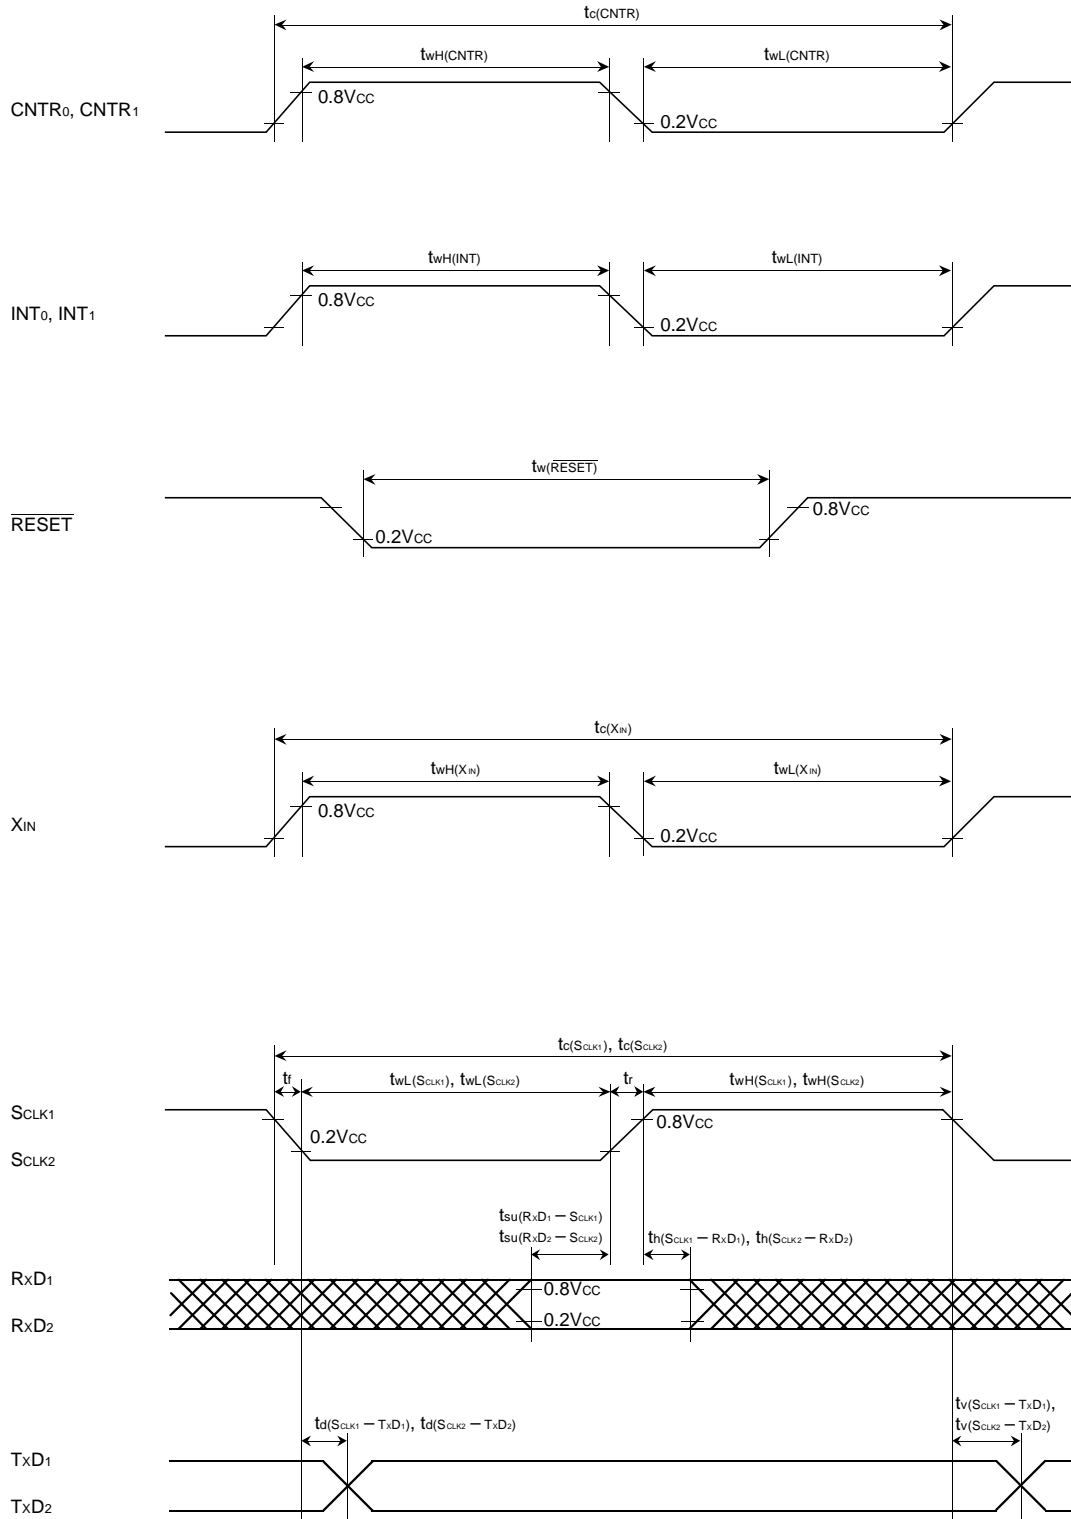 tc(CNTR)
twH(CNTR) twL(CNTR)
CNTR0, CNTR1
0.8VCC
0.2VCC
twH(INT) twL(INT)
INT0, INT1
0.8VCC
0.2VCC
tw(RESET)
RESET
0.8VCC
0.2VCC
tc(XIN)
twH(XIN) twL(XIN)
XIN
0.8VCC
0.2VCC
tc(SCLK1), tc(SCLK2)
tf twL(SCLK1), twL(SCLK2) tr twH(SCLK1), twH(SCLK2)
SCLK1
0.8VCC
0.2VCC
SCLK2
tsu(RxD1 – SCLK1)
tsu(RxD2 – SCLK2)
th(SCLK1 – RxD1), th(SCLK2 – RxD2)
RxD1
0.8VCC
0.2VCC
RxD2
td(SCLK1 – TxD1), td(SCLK2 – TxD2)
tv(SCLK1 – TxD1),
tv(SCLK2 – TxD2)
TxD1
TxD2